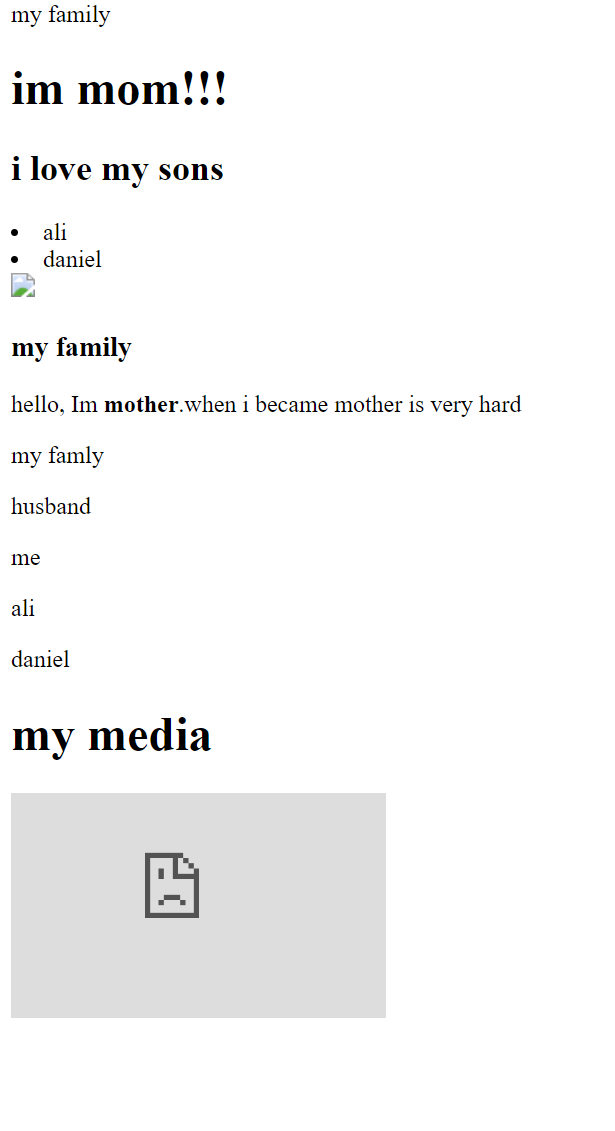 my family
im mom!!!
i love my sons
ali
daniel
my family
hello, Im mother.when i became mother is very hard
my famly
husband
me
ali
daniel
my media